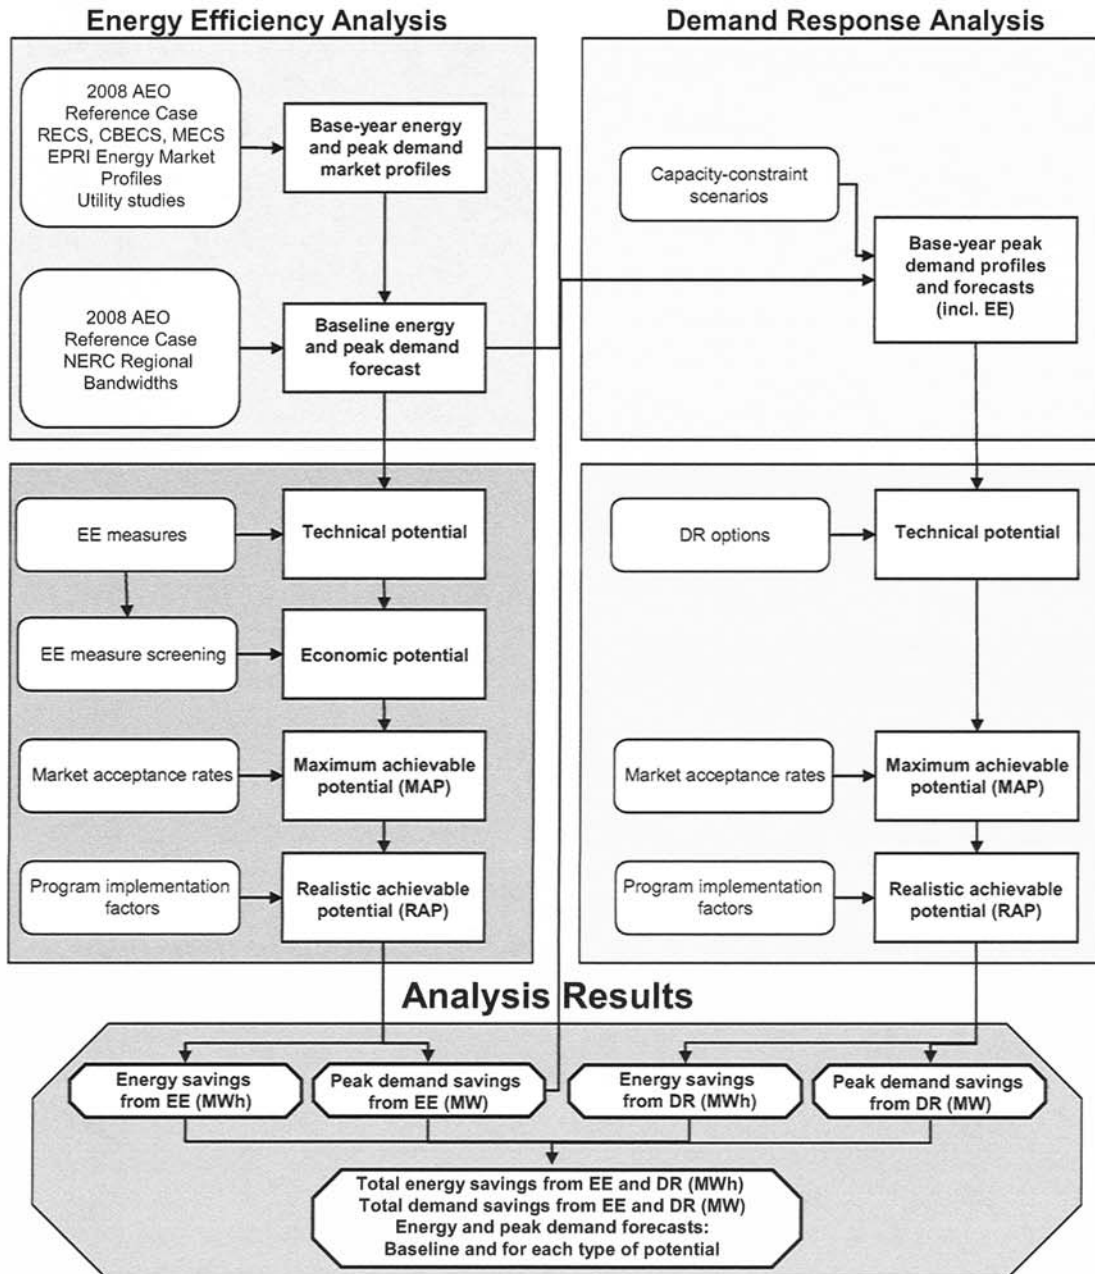 Energy Efficiency Analysis
Demand Response Analysis
2008 AEO
Reference Case
RECS, CBECS, MECS
EPRI Energy Market
Profiles
Utility studies
Base-year energy
and peak demand
market profiles
Capacity-constraint
scenarios
Base-year peak
demand profiles
and forecasts
(incl. EE)
2008 AEO
Reference Case
NERC Regional
Bandwidths
Baseline energy
and peak demand
forecast
EE measures
Technical potential
DR options
Technical potential
EE measure screening
Economic potential
Market acceptance rates
Maximum achievable
potential (MAP)
Market acceptance rates
Maximum achievable
potential (MAP)
Program implementation
factors
Realistic achievable
potential (RAP)
Program implementation
factors
Realistic achievable
potential (RAP)
Analysis Results
Energy savings
from EE (MWh)
Peak demand savings
from EE (MW)
Energy savings
from DR (MWh)
Peak demand savings
from DR (MW)
Total energy savings from EE and DR (MWh)
Total demand savings from EE and DR (MW)
Energy and peak demand forecasts:
Baseline and for each type of potential